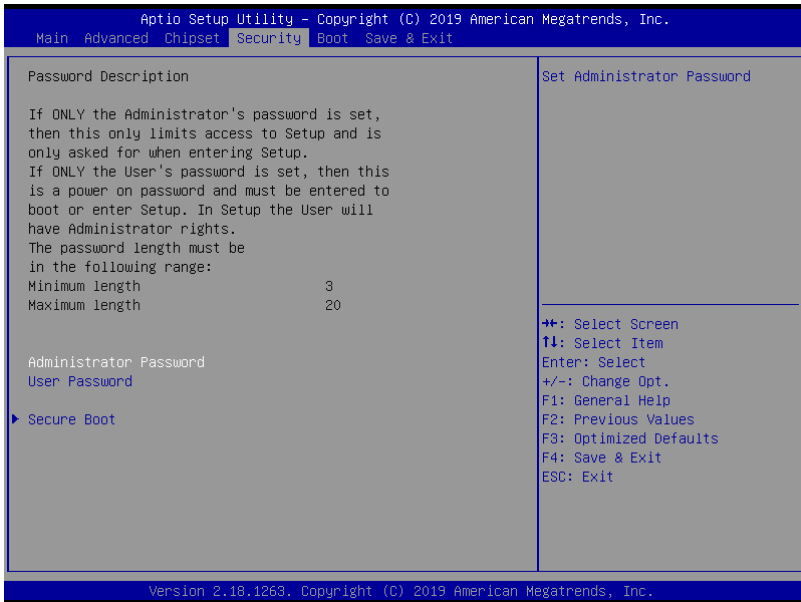 Aptio Setup Utility – Copyright (C) 2019 American Megatrends, Inc.
Main Advanced Chipset Security Boot Save & Exit
Password Description
If ONLY the Administrator's password is set,
then this only limits access to Setup and is
only asked for when entering Setup.
If ONLY the User's password is set, then this
is a power on password and must be entered to
boot or enter Setup. In Setup the User will
have Administrator rights.
The password length must be
in the following range:
Minimum length 3
Maximum length 20
Administrator Password
User Password
Secure Boot
Set Administrator Password
→←: Select Screen
↑↓: Select Item
Enter: Select
+/-: Change Opt.
F1: General Help
F2: Previous Values
F3: Optimized Defaults
F4: Save & Exit
ESC: Exit
Version 2.18.1263. Copyright (C) 2019 American Megatrends, Inc.